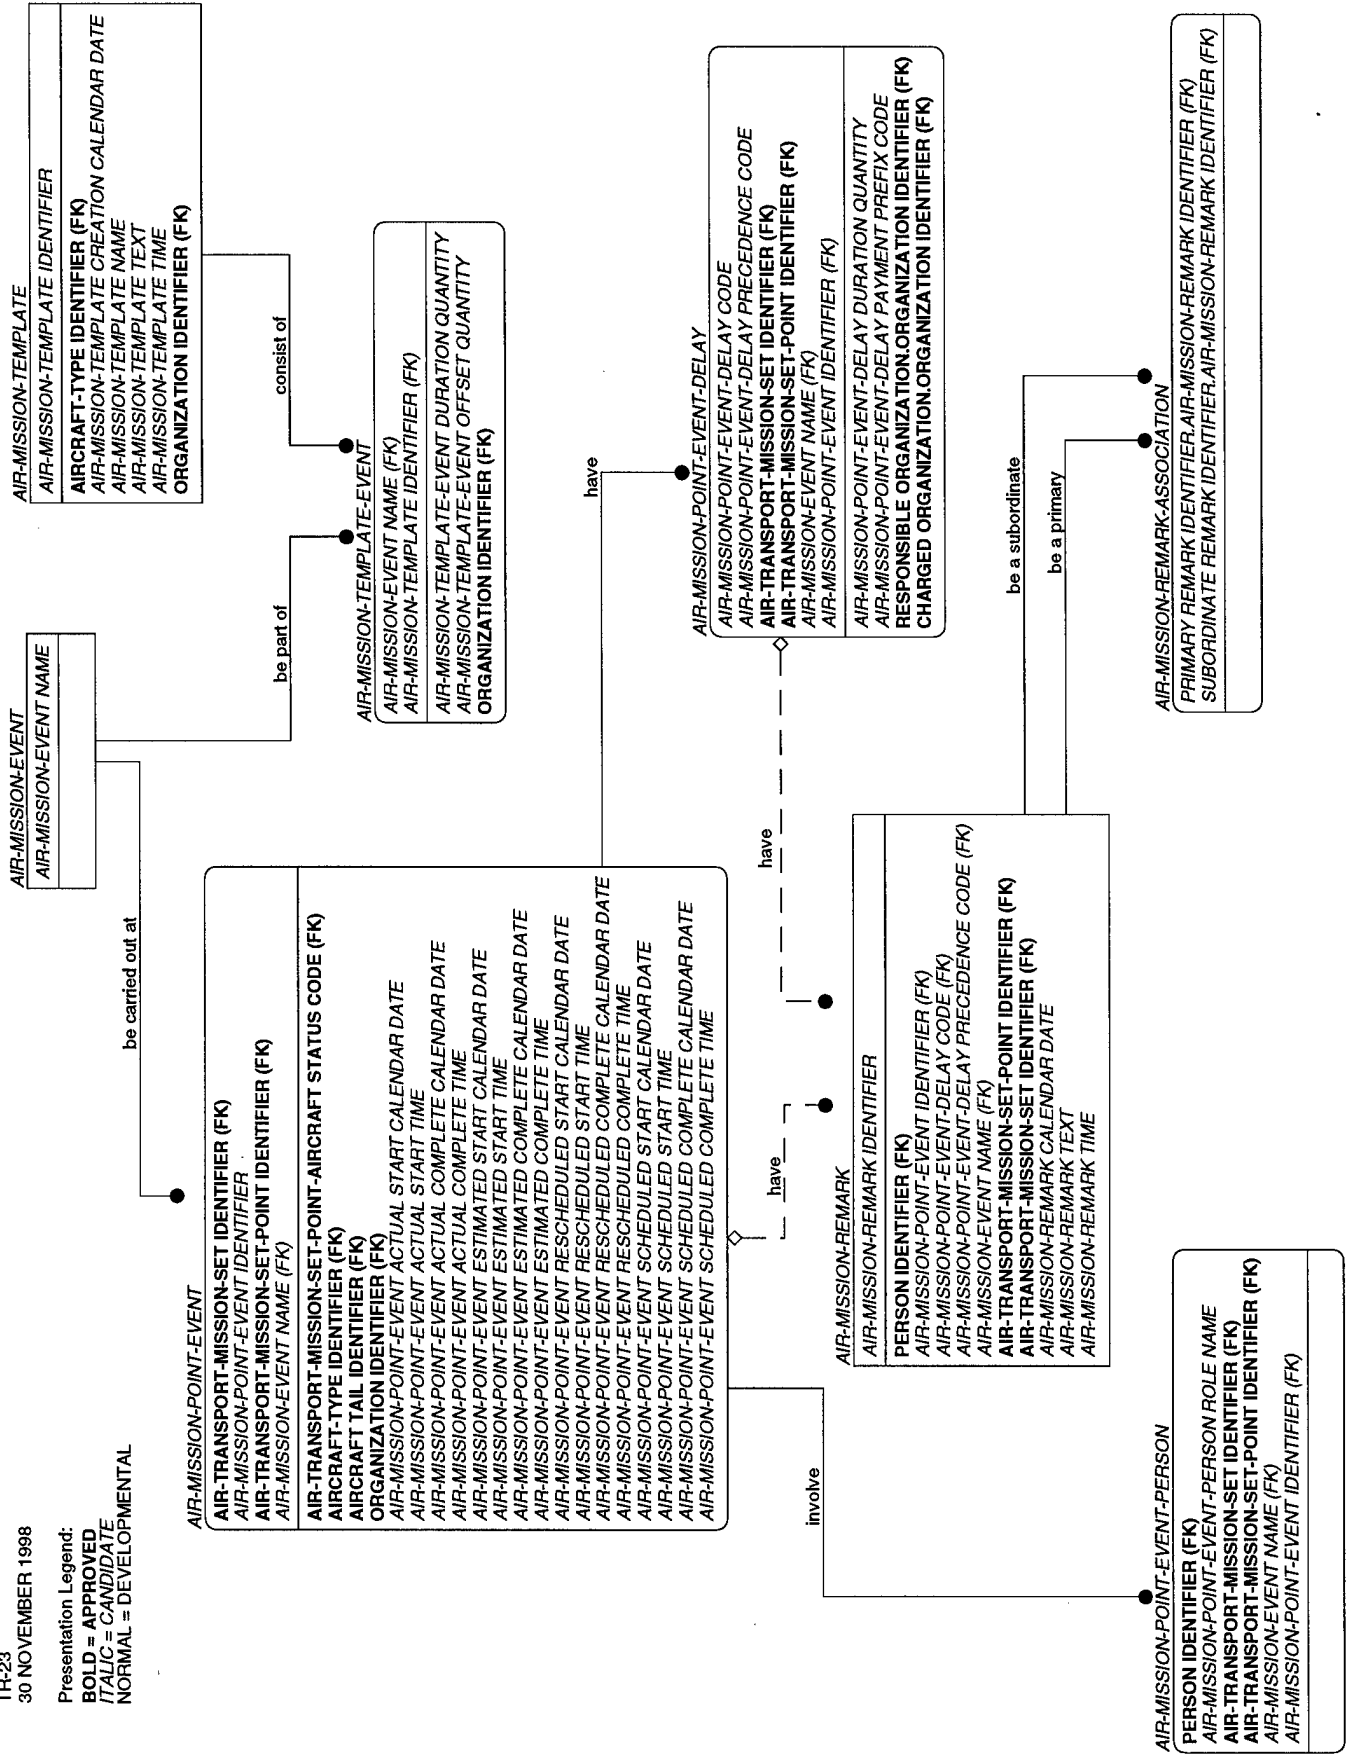 TR-23
30 NOVEMBER 1998
Presentation Legend:
BOLD = APPROVED
ITALIC = CANDIDATE
NORMAL = DEVELOPMENTAL
AIR-MISSION-EVENT
AIR-MISSION-EVENT NAME
AIR-MISSION-TEMPLATE
AIR-MISSION-TEMPLATE IDENTIFIER
AIRCRAFT-TYPE IDENTIFIER (FK)
AIR-MISSION-TEMPLATE CREATION CALENDAR DATE
AIR-MISSION-TEMPLATE NAME
AIR-MISSION-TEMPLATE TEXT
AIR-MISSION-TEMPLATE TIME
ORGANIZATION IDENTIFIER (FK)
be carried out at
be part of
consist of
AIR-MISSION-POINT-EVENT
AIR-TRANSPORT-MISSION-SET IDENTIFIER (FK)
AIR-MISSION-POINT-EVENT IDENTIFIER
AIR-TRANSPORT-MISSION-SET-POINT IDENTIFIER (FK)
AIR-MISSION-EVENT NAME (FK)
AIR-TRANSPORT-MISSION-SET-POINT-AIRCRAFT STATUS CODE (FK)
AIRCRAFT-TYPE IDENTIFIER (FK)
AIRCRAFT TAIL IDENTIFIER (FK)
ORGANIZATION IDENTIFIER (FK)
AIR-MISSION-POINT-EVENT ACTUAL START CALENDAR DATE
AIR-MISSION-POINT-EVENT ACTUAL START TIME
AIR-MISSION-POINT-EVENT ACTUAL COMPLETE CALENDAR DATE
AIR-MISSION-POINT-EVENT ACTUAL COMPLETE TIME
AIR-MISSION-POINT-EVENT ESTIMATED START CALENDAR DATE
AIR-MISSION-POINT-EVENT ESTIMATED START TIME
AIR-MISSION-POINT-EVENT ESTIMATED COMPLETE CALENDAR DATE
AIR-MISSION-POINT-EVENT ESTIMATED COMPLETE TIME
AIR-MISSION-POINT-EVENT RESCHEDULED START CALENDAR DATE
AIR-MISSION-POINT-EVENT RESCHEDULED START TIME
AIR-MISSION-POINT-EVENT RESCHEDULED COMPLETE CALENDAR DATE
AIR-MISSION-POINT-EVENT RESCHEDULED COMPLETE TIME
AIR-MISSION-POINT-EVENT SCHEDULED START CALENDAR DATE
AIR-MISSION-POINT-EVENT SCHEDULED START TIME
AIR-MISSION-POINT-EVENT SCHEDULED COMPLETE CALENDAR DATE
AIR-MISSION-POINT-EVENT SCHEDULED COMPLETE TIME
AIR-MISSION-TEMPLATE-EVENT
AIR-MISSION-EVENT NAME (FK)
AIR-MISSION-TEMPLATE IDENTIFIER (FK)
AIR-MISSION-TEMPLATE-EVENT DURATION QUANTITY
AIR-MISSION-TEMPLATE-EVENT OFFSET QUANTITY
ORGANIZATION IDENTIFIER (FK)
have
AIR-MISSION-POINT-EVENT-DELAY
AIR-MISSION-POINT-EVENT-DELAY CODE
AIR-MISSION-POINT-EVENT-DELAY PRECEDENCE CODE
AIR-TRANSPORT-MISSION-SET IDENTIFIER (FK)
AIR-TRANSPORT-MISSION-SET-POINT IDENTIFIER (FK)
AIR-MISSION-EVENT NAME (FK)
AIR-MISSION-POINT-EVENT IDENTIFIER (FK)
AIR-MISSION-POINT-EVENT-DELAY DURATION QUANTITY
AIR-MISSION-POINT-EVENT-DELAY PAYMENT PREFIX CODE
RESPONSIBLE ORGANIZATION.ORGANIZATION IDENTIFIER (FK)
CHARGED ORGANIZATION.ORGANIZATION IDENTIFIER (FK)
have
have
involve
AIR-MISSION-REMARK
AIR-MISSION-REMARK IDENTIFIER
PERSON IDENTIFIER (FK)
AIR-MISSION-POINT-EVENT IDENTIFIER (FK)
AIR-MISSION-POINT-EVENT-DELAY CODE (FK)
AIR-MISSION-POINT-EVENT-DELAY PRECEDENCE CODE (FK)
AIR-MISSION-EVENT NAME (FK)
AIR-TRANSPORT-MISSION-SET-POINT IDENTIFIER (FK)
AIR-TRANSPORT-MISSION-SET IDENTIFIER (FK)
AIR-MISSION-REMARK CALENDAR DATE
AIR-MISSION-REMARK TEXT
AIR-MISSION-REMARK TIME
be a subordinate
be a primary
AIR-MISSION-POINT-EVENT-PERSON
PERSON IDENTIFIER (FK)
AIR-MISSION-POINT-EVENT-PERSON ROLE NAME
AIR-TRANSPORT-MISSION-SET IDENTIFIER (FK)
AIR-TRANSPORT-MISSION-SET-POINT IDENTIFIER (FK)
AIR-MISSION-EVENT NAME (FK)
AIR-MISSION-POINT-EVENT IDENTIFIER (FK)
AIR-MISSION-REMARK-ASSOCIATION
PRIMARY REMARK IDENTIFIER.AIR-MISSION-REMARK IDENTIFIER (FK)
SUBORDINATE REMARK IDENTIFIER.AIR-MISSION-REMARK IDENTIFIER (FK)